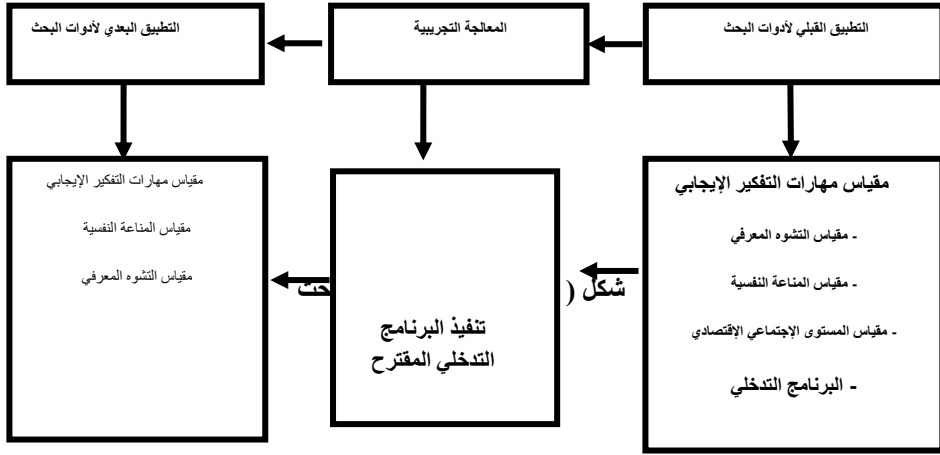 التطبيق القبلي لأدوات البحث
المعالجة التجريبية
التطبيق البعدي لأدوات البحث
مقياس مهارات التفكير الإيجابي
- مقياس التشوه المعرفي
- مقياس المناعة النفسية
- مقياس المستوى الإجتماعي الإقتصادي
- البرنامج التدخلي
شكل (
تنفيذ البرنامج
التدخلي المقترح
مقياس مهارات التفكير الإيجابي
مقياس المناعة النفسية
مقياس التشوه المعرفي